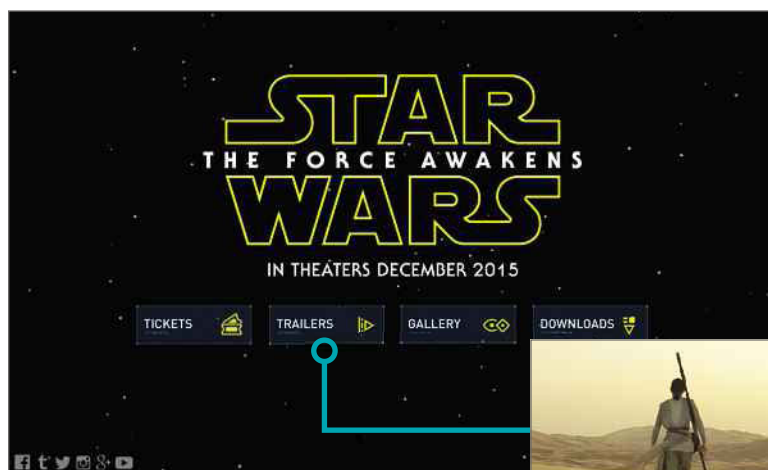 STAR
THE FORCE AWAKENS
WARS
IN THEATERS DECEMBER 2015
TICKETS
TRAILERS
GALLERY
DOWNLOADS